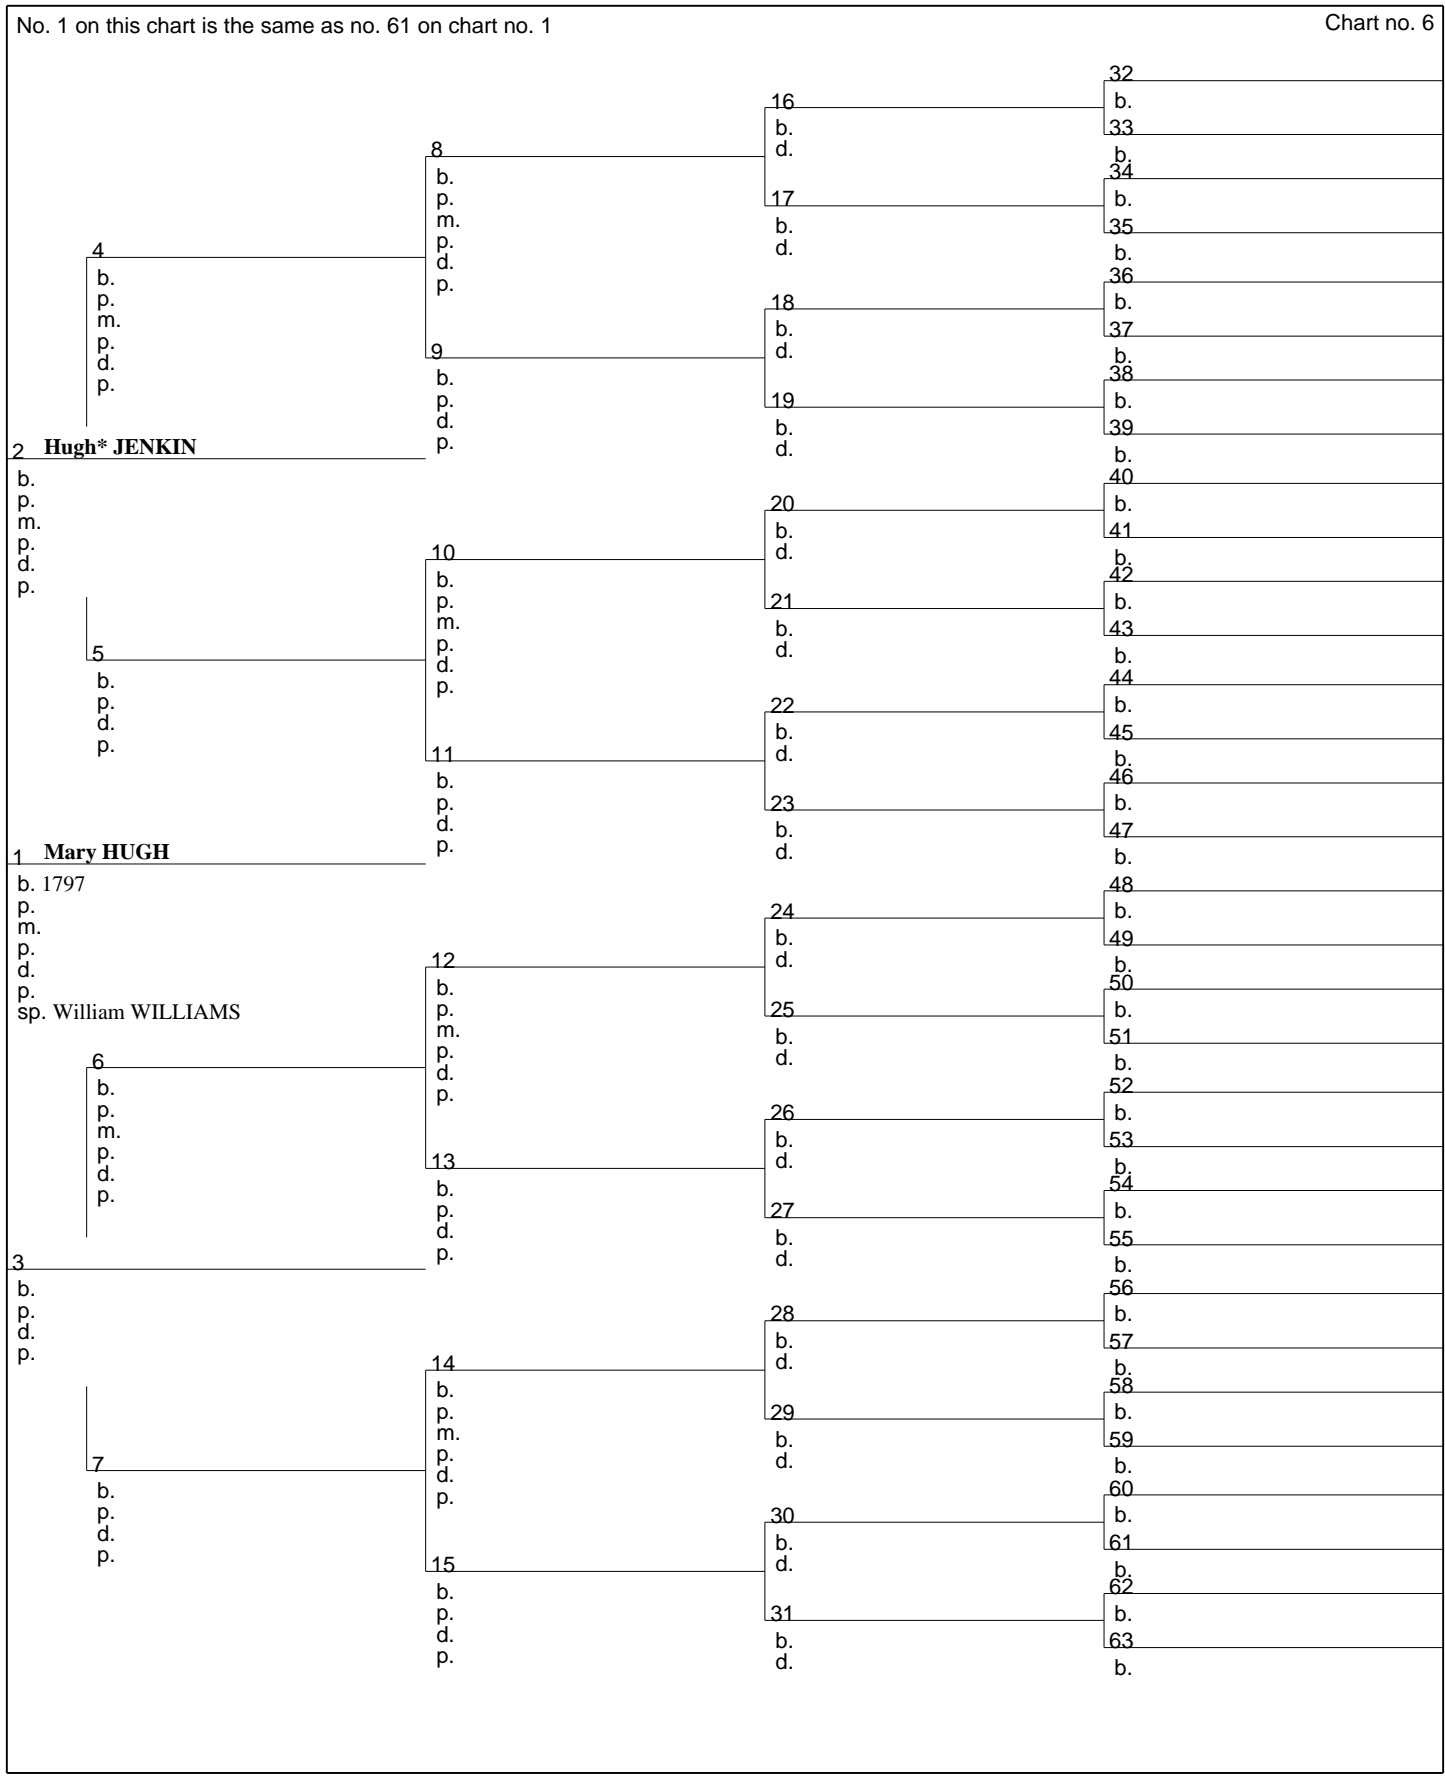 No. 1 on this chart is the same as no. 61 on chart no. 1
Chart no. 6
2 Hugh* JENKIN
b.
p.
m.
p.
d.
p.
1 Mary HUGH
b. 1797
p.
m.
p.
d.
p.
sp. William WILLIAMS
3
b.
p.
d.
p.
4
b.
p.
m.
p.
d.
p.
5
b.
p.
d.
p.
6
b.
p.
m.
p.
d.
p.
7
b.
p.
d.
p.
8
b.
p.
m.
p.
d.
p.
9
b.
p.
d.
p.
10
b.
p.
m.
p.
d.
p.
11
b.
p.
d.
p.
12
b.
p.
m.
p.
d.
p.
13
b.
p.
d.
p.
14
b.
p.
m.
p.
d.
p.
15
b.
p.
d.
p.
16
b.
d.
17
b.
d.
18
b.
d.
19
b.
d.
20
b.
d.
21
b.
d.
22
b.
d.
23
b.
d.
24
b.
d.
25
b.
d.
26
b.
d.
27
b.
d.
28
b.
d.
29
b.
d.
30
b.
d.
31
b.
d.
32
b.
33
b.
34
b.
35
b.
36
b.
37
b.
38
b.
39
b.
40
b.
41
b.
42
b.
43
b.
44
b.
45
b.
46
b.
47
b.
48
b.
49
b.
50
b.
51
b.
52
b.
53
b.
54
b.
55
b.
56
b.
57
b.
58
b.
59
b.
60
b.
61
b.
62
b.
63
b.